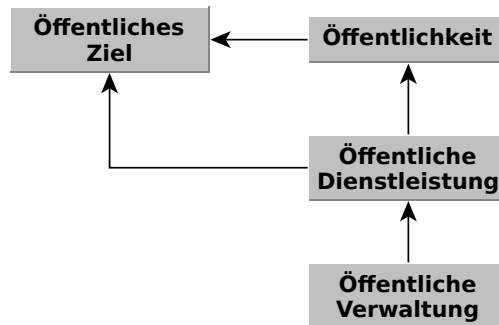 Öffentliches
Ziel
Öffentlichkeit
Öffentliche
Dienstleistung
Öffentliche
Verwaltung